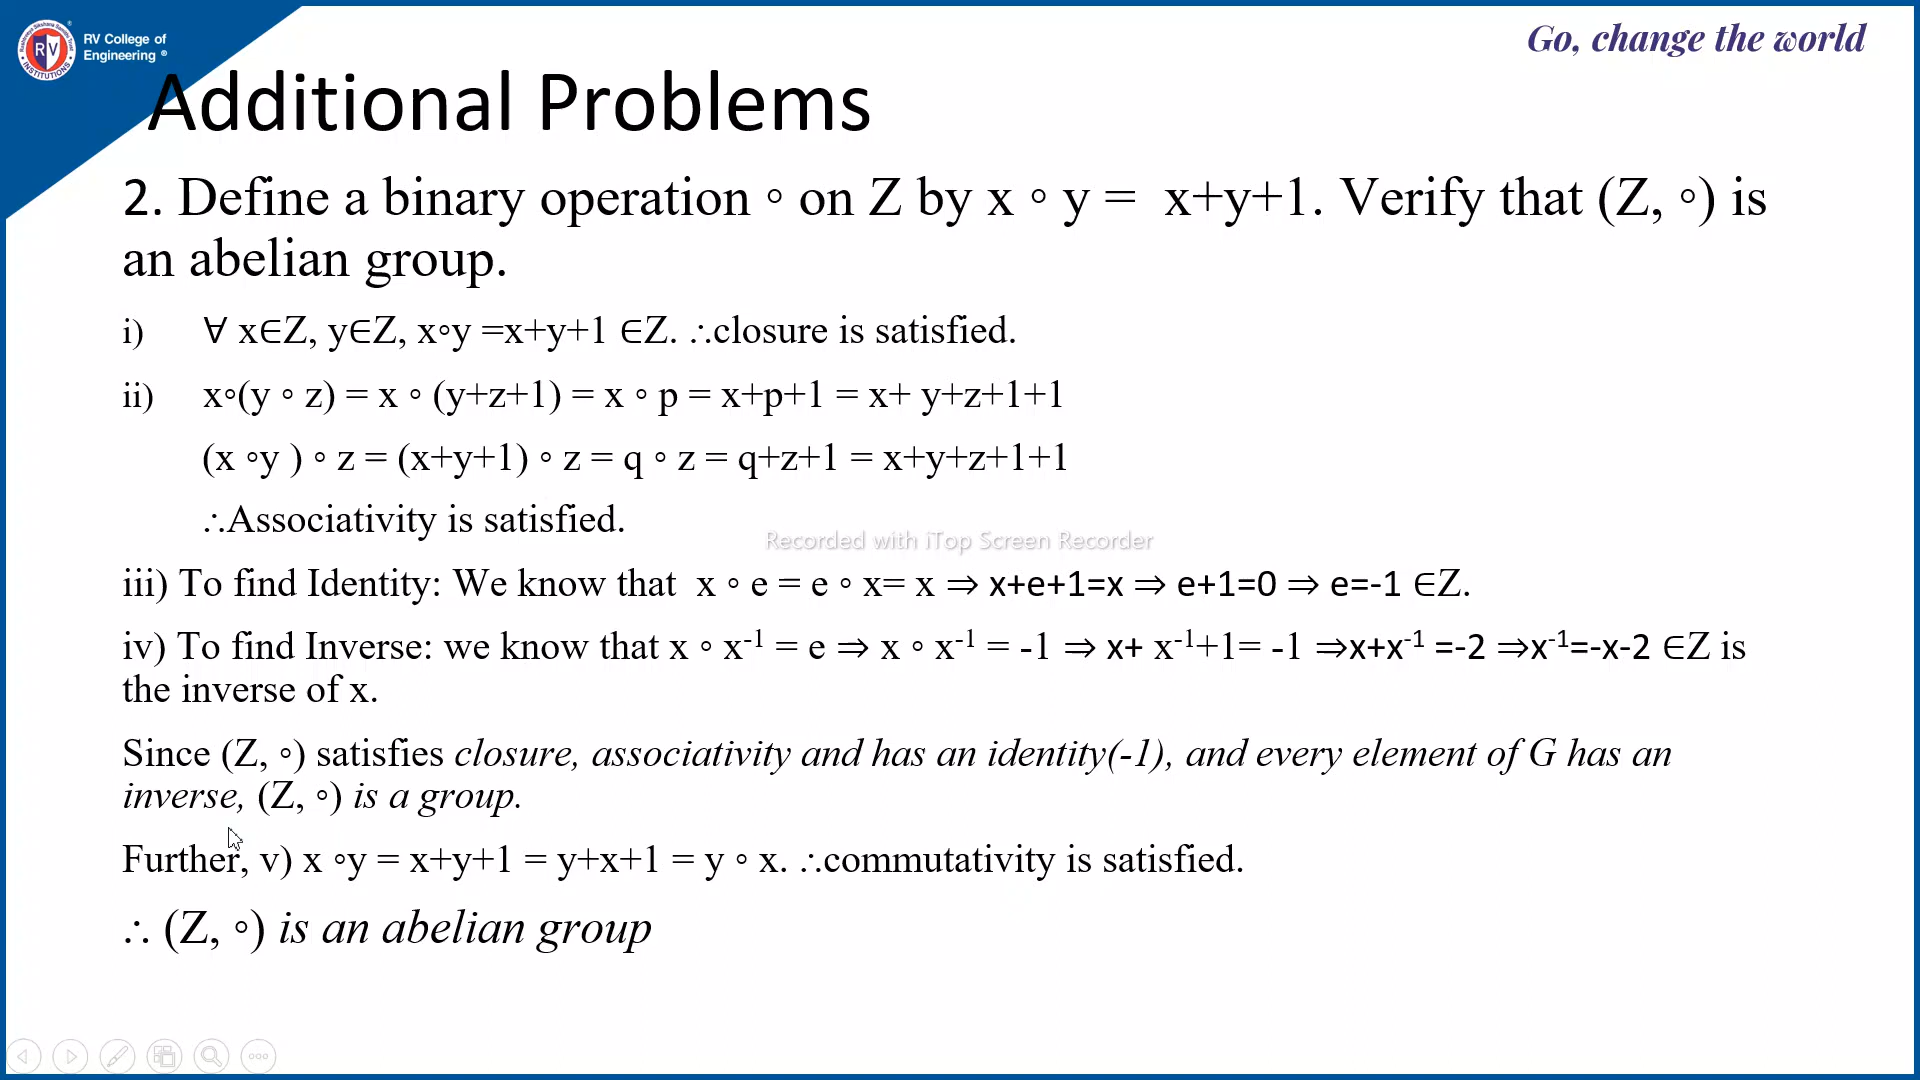 RV College of
Engineering ®
Go, change the world
Additional Problems
2. Define a binary operation ∘ on Z by x ∘ y = x+y+1. Verify that (Z, ∘) is
an abelian group.
i) ∀ x∈Z, y∈Z, x∘y =x+y+1 ∈Z. ∴closure is satisfied.
ii) x∘(y ∘ z) = x ∘ (y+z+1) = x ∘ p = x+p+1 = x+ y+z+1+1
(x ∘y ) ∘ z = (x+y+1) ∘ z = q ∘ z = q+z+1 = x+y+z+1+1
∴Associativity is satisfied.
Recorded with iTop Screen Recorder
iii) To find Identity: We know that x ∘ e = e ∘ x= x ⇒ x+e+1=x ⇒ e+1=0 ⇒ e=-1 ∈Z.
iv) To find Inverse: we know that x ∘ x⁻¹ = e ⇒ x ∘ x⁻¹ = -1 ⇒ x+ x⁻¹+1= -1 ⇒x+x⁻¹ =-2 ⇒x⁻¹=-x-2 ∈Z is
the inverse of x.
Since (Z, ∘) satisfies closure, associativity and has an identity(-1), and every element of G has an
inverse, (Z, ∘) is a group.
Further, v) x ∘y = x+y+1 = y+x+1 = y ∘ x. ∴commutativity is satisfied.
∴ (Z, ∘) is an abelian group